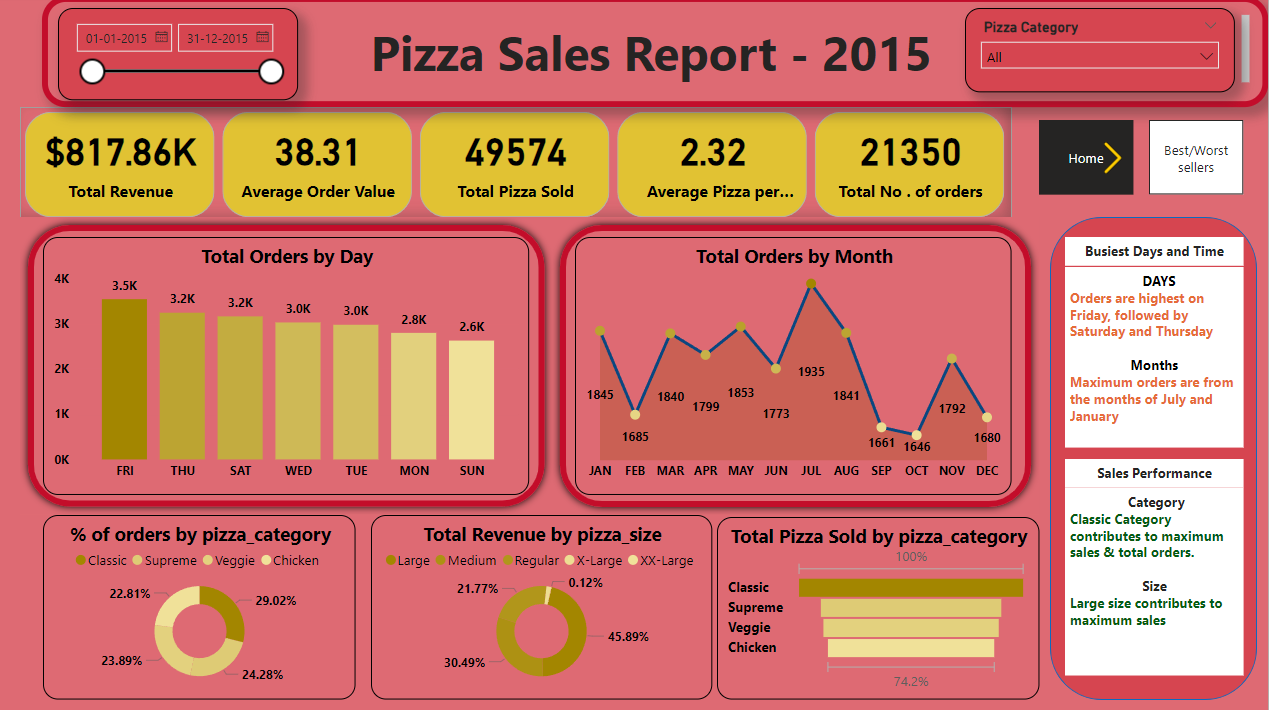 01-01-2015 31-12-2015
Pizza Sales Report - 2015
Pizza Category
All
$817.86K
Total Revenue
38.31
Average Order Value
49574
Total Pizza Sold
2.32
Average Pizza per...
21350
Total No . of orders
Home
Best/Worst
sellers
Total Orders by Day
4K
3K
2K
1K
0K
3.5K
3.2K
3.2K
3.0K
3.0K
2.8K
2.6K
FRI THU SAT WED TUE MON SUN
Total Orders by Month
1845
1685
1840
1799
1853
1773
1935
1841
1661
1646
1792
1680
JAN FEB MAR APR MAY JUN JUL AUG SEP OCT NOV DEC
Busiest Days and Time
DAYS
Orders are highest on
Friday, followed by
Saturday and Thursday
Months
Maximum orders are from
the months of July and
January
Sales Performance
Category
Classic Category
contributes to maximum
sales & total orders.
Size
Large size contributes to
maximum sales
% of orders by pizza_category
Classic Supreme Veggie Chicken
22.81%
29.02%
23.89%
24.28%
Total Revenue by pizza_size
Large Medium Regular X-Large XX-Large
21.77%
0.12%
45.89%
30.49%
Total Pizza Sold by pizza_category
100%
Classic
Supreme
Veggie
Chicken
74.2%